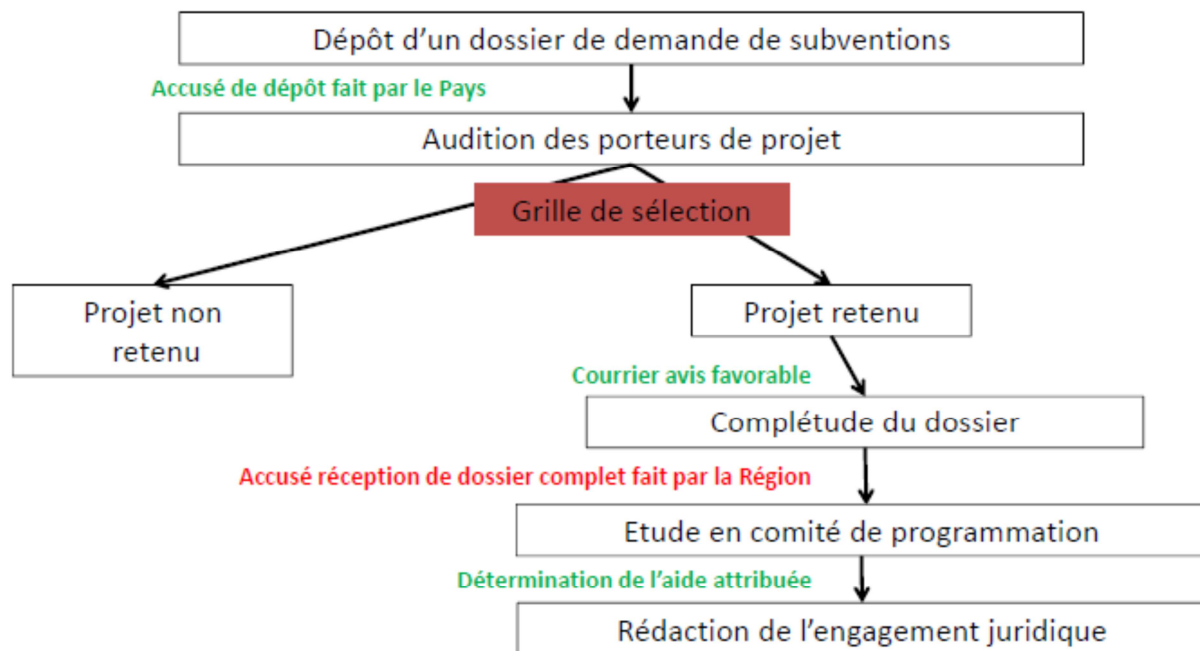 Dépôt d’un dossier de demande de subventions
Accusé de dépôt fait par le Pays
Audition des porteurs de projet
Grille de sélection
Projet non
retenu
Projet retenu
Courrier avis favorable
Complétude du dossier
Accusé réception de dossier complet fait par la Région
Etude en comité de programmation
Détermination de l’aide attribuée
Rédaction de l’engagement juridique